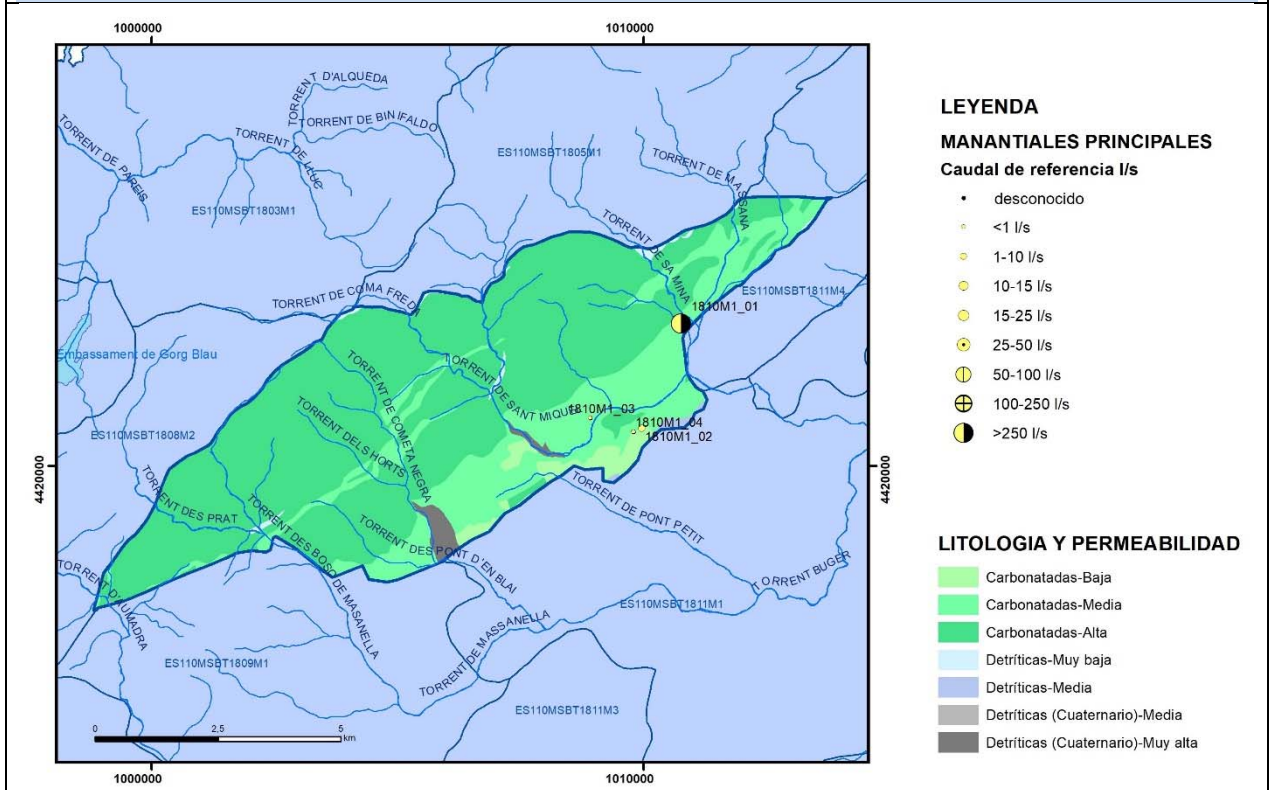 1000000
1010000
TORRENT D'ALQUEDA
TORRENT DE BINIFALDO
TORRENT DE PAREIS
TORRENT DE LLUC
ES110MSBT1805M1
TORRENT DE MASSANA
ES110MSBT1803M1
TORRENT DE SA MINA
ES110MSBT1811M4
TORRENT DE COMA FREDA
1810M1_01
Embassament de Gorg Blau
TORRENT DE COMETA NEGRA
TORRENT DE SANT MIQUEL
1810M1_03
1810M1_04
1810M1_02
ES110MSBT1808M2
TORRENT DELS HORTS
4420000
4420000
TORRENT DES PRAT
TORRENT DES BOSC DE MASANELLA
TORRENT DES PONT D'EN BLAI
TORRENT DE PONT PETIT
TORRENT BUGER
TORRENT D'AUMADRA
ES110MSBT1811M1
TORRENT DE MASSANELLA
ES110MSBT1809M1
ES110MSBT1811M3
0 2,5 5
km
1000000
1010000
LEYENDA
MANANTIALES PRINCIPALES
Caudal de referencia l/s
desconocido
<1 l/s
1-10 l/s
10-15 l/s
15-25 l/s
25-50 l/s
50-100 l/s
100-250 l/s
>250 l/s
LITOLOGIA Y PERMEABILIDAD
Carbonatadas-Baja
Carbonatadas-Media
Carbonatadas-Alta
Detríticas-Muy baja
Detríticas-Media
Detríticas (Cuaternario)-Media
Detríticas (Cuaternario)-Muy alta